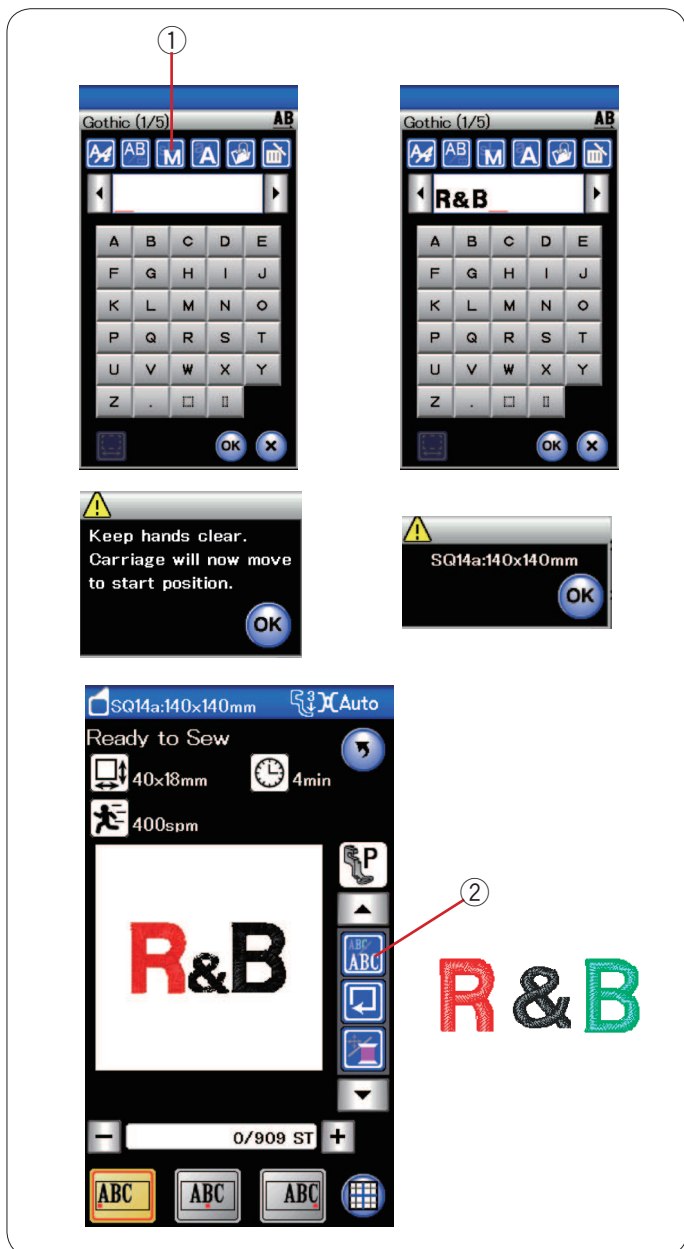 ①
Gothic (1/5) AB
A B C D E
F G H I J
K L M N O
P Q R S T
U V W X Y
Z .
OK X
Gothic (1/5) AB
R&B_
A B C D E
F G H I J
K L M N O
P Q R S T
U V W X Y
Z .
OK X
Keep hands clear.
Carriage will now move
to start position.
OK
SQ14a:140x140mm
OK
SQ14a:140x140mm 3 Auto
Ready to Sew
40x18mm 4min
400spm
P
R&B
②
ABC
ABC
R & B
− 0/909 ST +
ABC ABC ABC